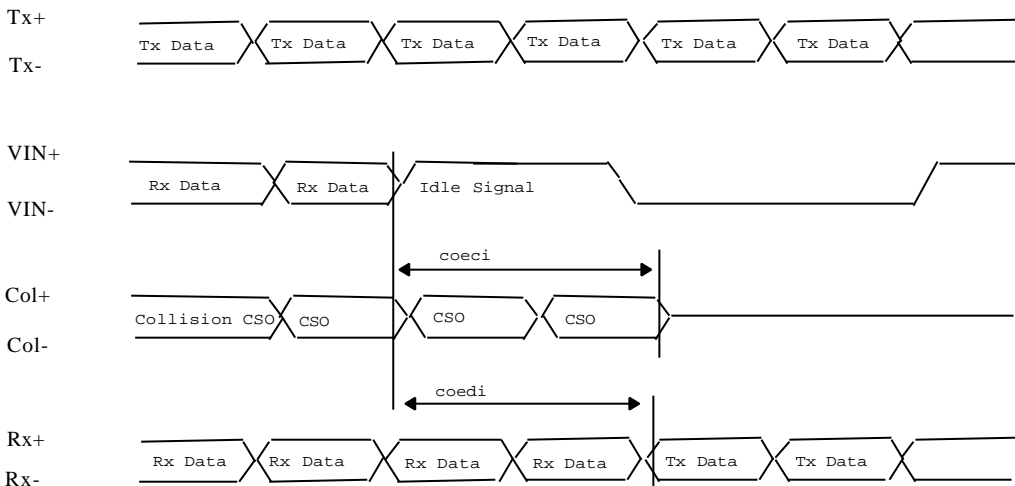 Tx+
Tx Data Tx Data Tx Data Tx Data Tx Data Tx Data
Tx-
VIN+
Rx Data Rx Data Idle Signal
VIN-
coeci
Col+
Collision CSO CSO CSO CSO
Col-
coedi
Rx+
Rx Data Rx Data Rx Data Rx Data Tx Data Tx Data
Rx-